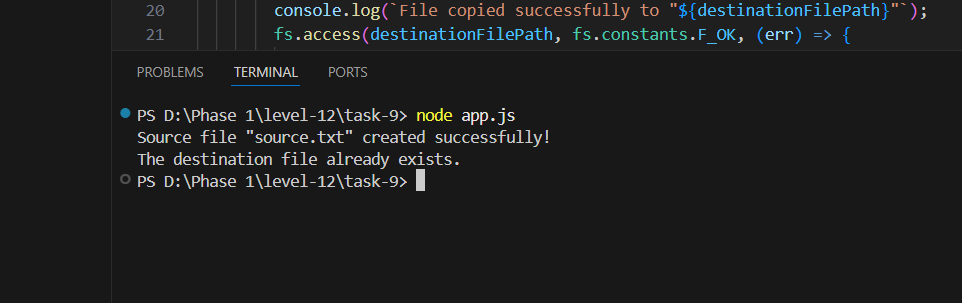 20 console.log(`File copied successfully to "${destinationFilePath}"`);
21 fs.access(destinationFilePath, fs.constants.F_OK, (err) => {
PROBLEMS TERMINAL PORTS
PS D:\Phase 1\level-12\task-9> node app.js
Source file "source.txt" created successfully!
The destination file already exists.
PS D:\Phase 1\level-12\task-9>